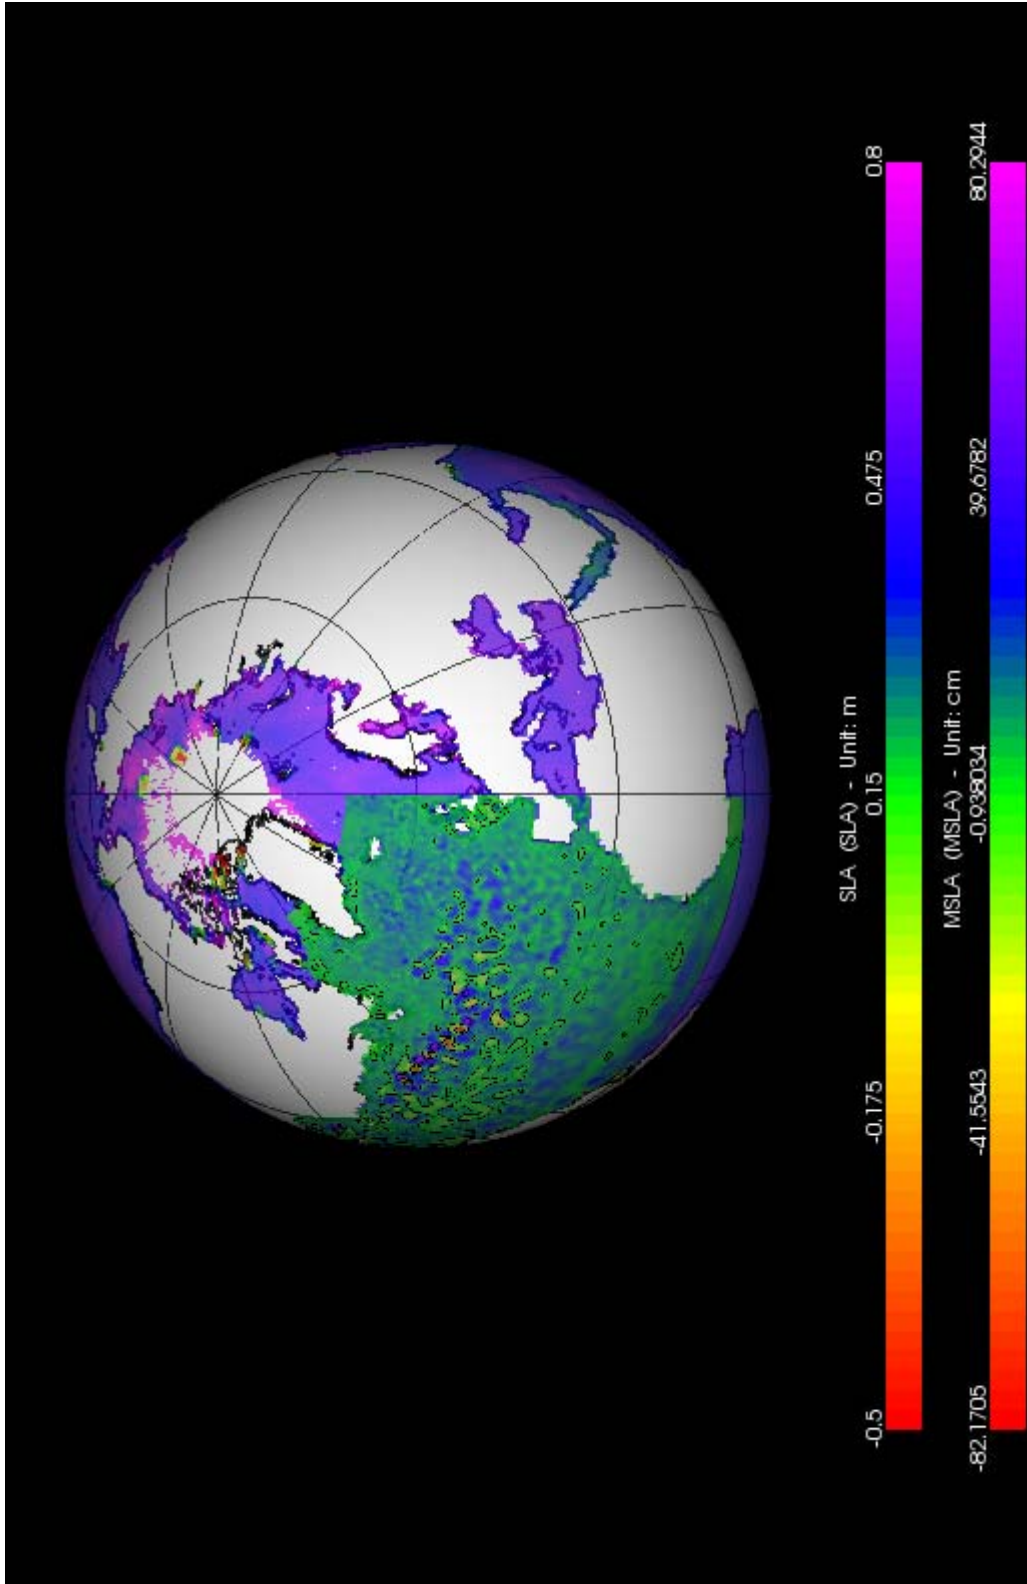 -0.5 -0.175 0.15 0.475 0.8
SLA (SLA) - Unit: m
-82.1705 -41.5543 -0.938034 39.6782 80.2944
MSLA (MSLA) - Unit: cm